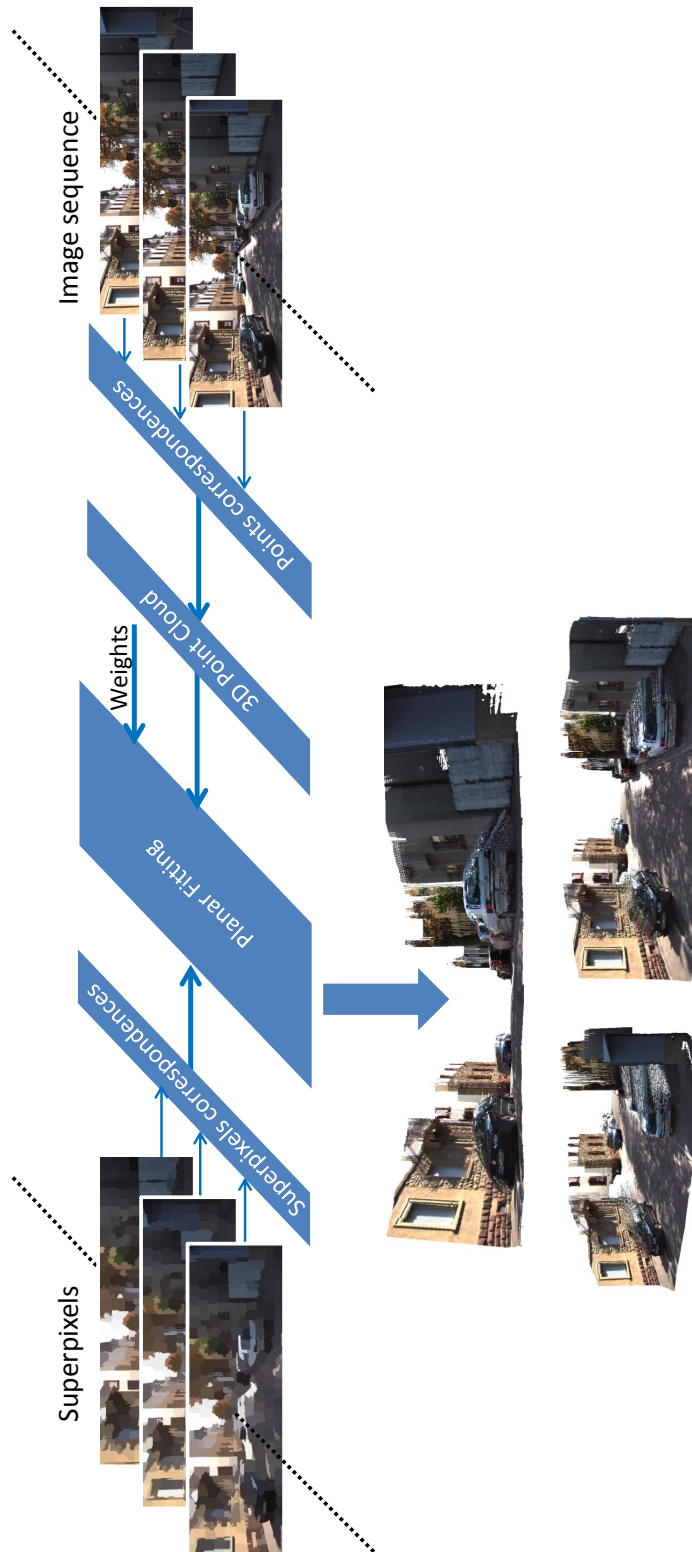 Superpixels
Superpixels correspondences
Planar Fitting
Weights
3D Point Cloud
Points correspondences
Image sequence